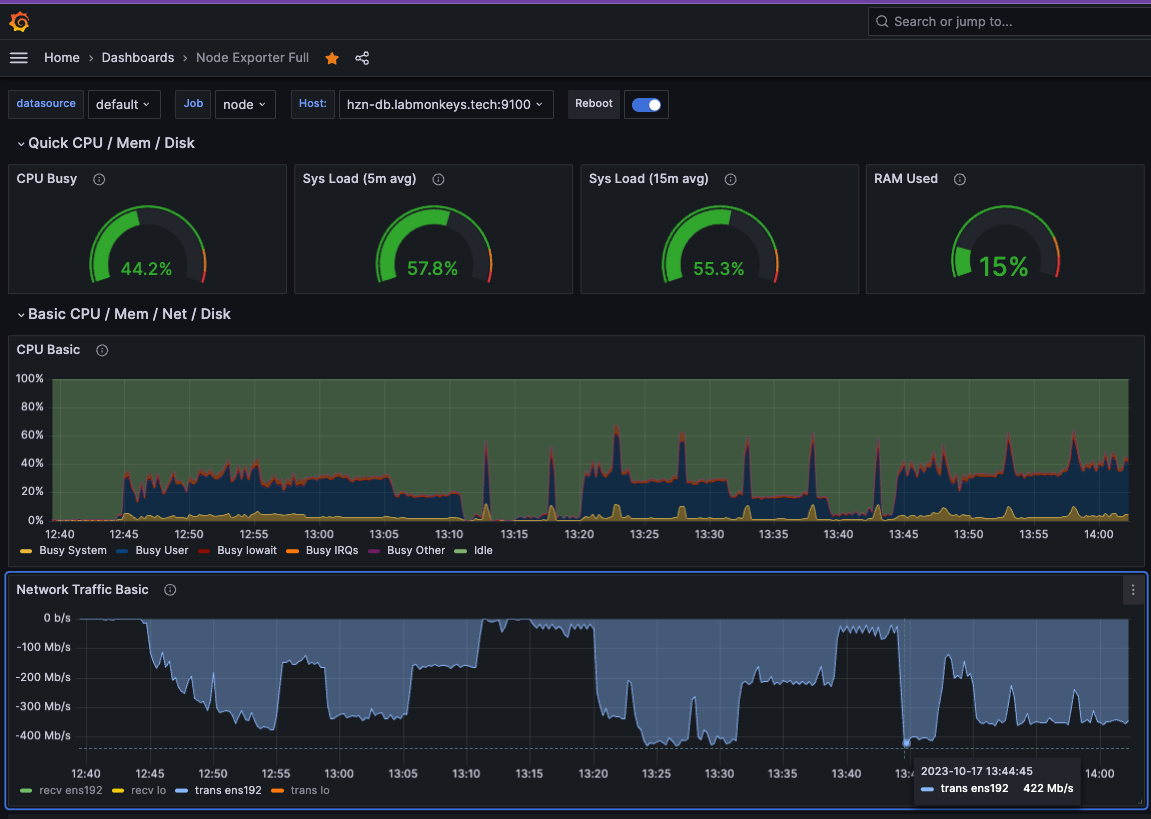 Search or jump to...
Home › Dashboards › Node Exporter Full
datasource default Job node Host: hzn-db.labmonkeys.tech:9100 Reboot
Quick CPU / Mem / Disk
CPU Busy Sys Load (5m avg) Sys Load (15m avg) RAM Used
44.2% 57.8% 55.3% 15%
Basic CPU / Mem / Net / Disk
CPU Basic
100%
80%
60%
40%
20%
0%
12:40 12:45 12:50 12:55 13:00 13:05 13:10 13:15 13:20 13:25 13:30 13:35 13:40 13:45 13:50 13:55 14:00
Busy System Busy User Busy Iowait Busy IRQs Busy Other Idle
Network Traffic Basic
0 b/s
-100 Mb/s
-200 Mb/s
-300 Mb/s
-400 Mb/s
12:40 12:45 12:50 12:55 13:00 13:05 13:10 13:15 13:20 13:25 13:30 13:35 13:40 14:00
2023-10-17 13:44:45
trans ens192 422 Mb/s
recv ens192 recv lo trans ens192 trans lo